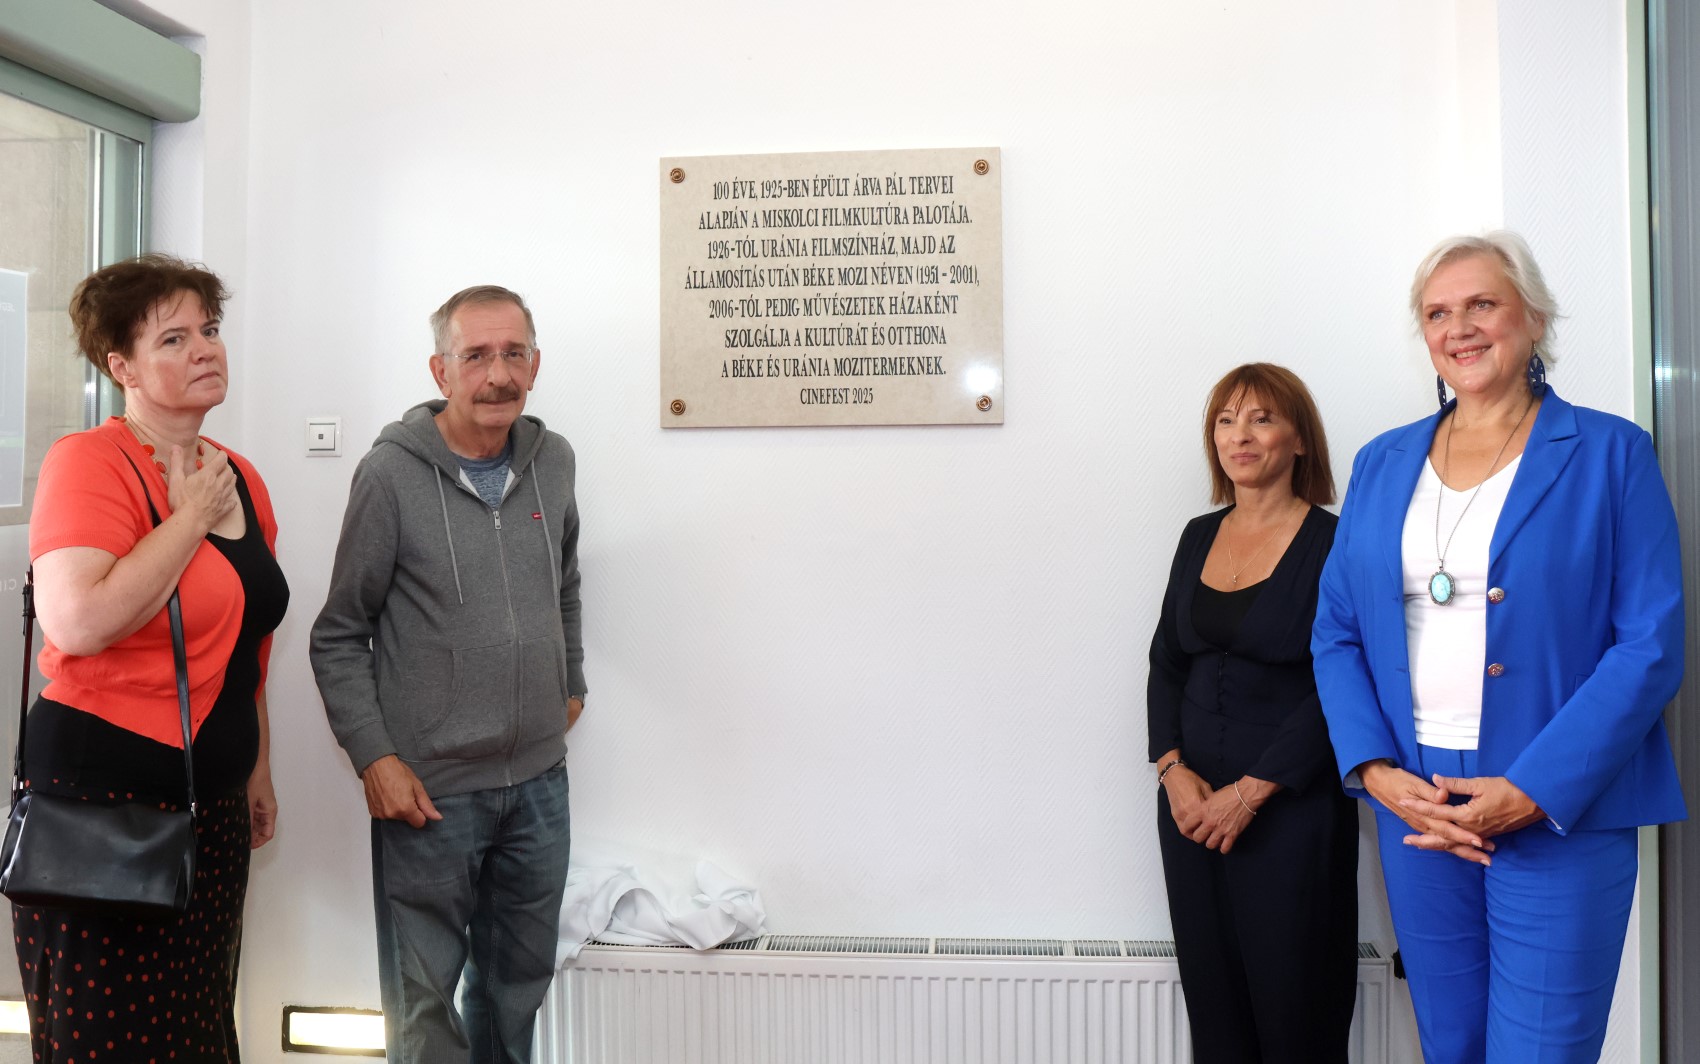 100 ÉVE, 1925-BEN ÉPÜLT ÁRVA PÁL TERVEI
ALAPJÁN A MISKOLCI FILMKULTÚRA PALOTÁJA.
1926-TÓL URÁNIA FILMSZÍNHÁZ, MAJD AZ
ÁLLAMOSÍTÁS UTÁN BÉKE MOZI NÉVEN (1951 - 2001),
2006-TÓL PEDIG MŰVÉSZETEK HÁZAKÉNT
SZOLGÁLJA A KULTÚRÁT ÉS OTTHONA
A BÉKE ÉS URÁNIA MOZITERMEKNEK.
CINEFEST 2025